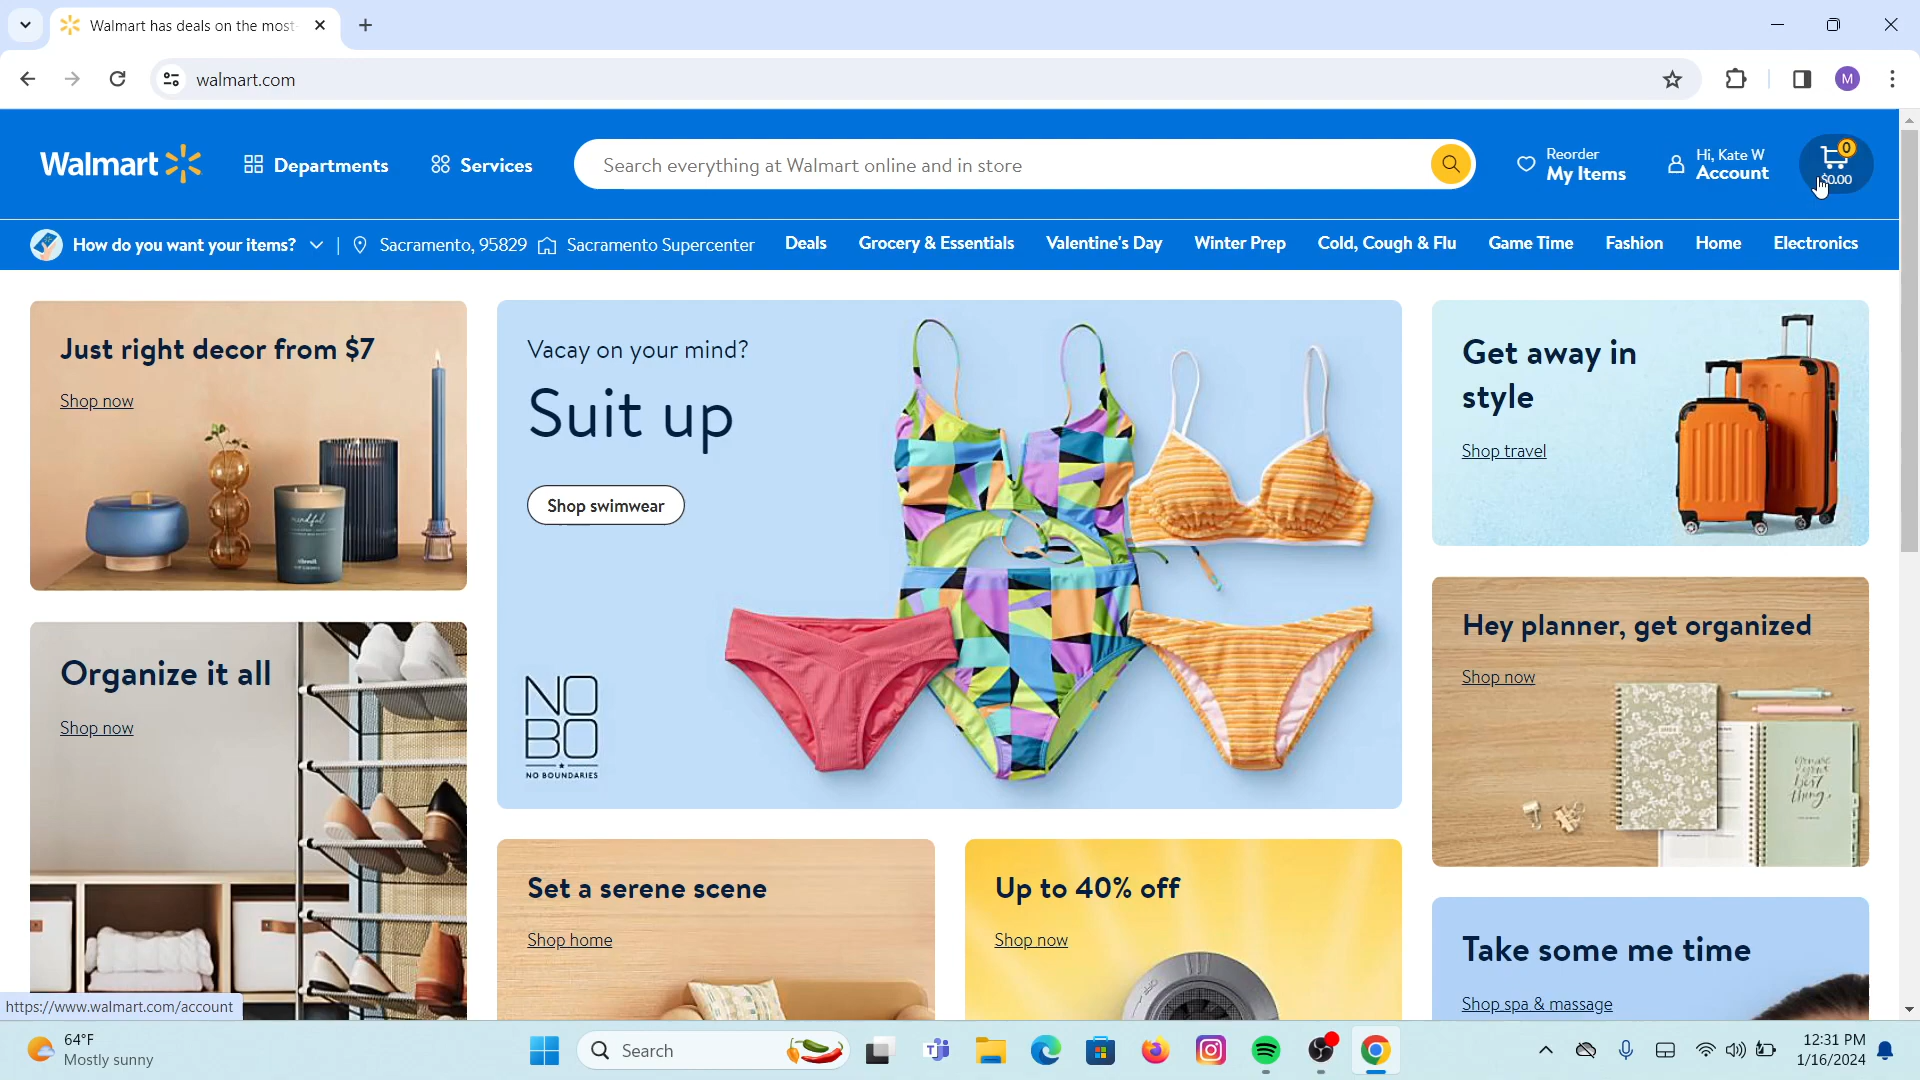 Walmart has deals on the most
walmart.com
M
Walmart
Departments
Services
Search everything at Walmart online and in store
Reorder
My Items
Hi, Kate W
Account
0
$0.00
How do you want your items?
Sacramento, 95829
Sacramento Supercenter
Deals
Grocery & Essentials
Valentine's Day
Winter Prep
Cold, Cough & Flu
Game Time
Fashion
Home
Electronics
Just right decor from $7
Shop now
mindful
Vacay on your mind?
Suit up
Shop swimwear
NO
BO
NO BOUNDARIES
Get away in
style
Shop travel
Organize it all
Shop now
Hey planner, get organized
Shop now
you are
your
best
thing.
Set a serene scene
Shop home
Up to 40% off
Shop now
Take some me time
Shop spa & massage
https://www.walmart.com/account
64°F
Mostly sunny
Search
12:31 PM
1/16/2024